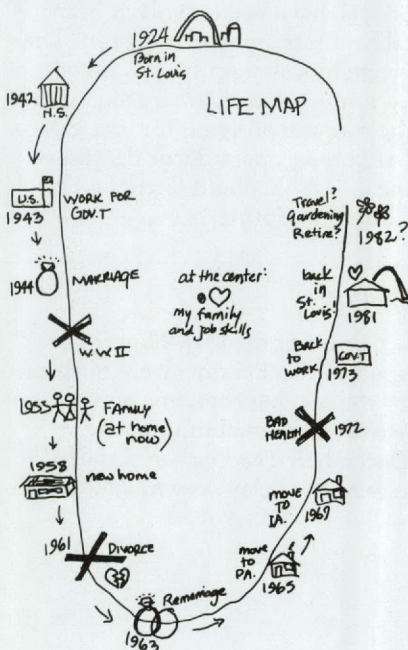 1924
Born in
St. Louis
LIFE MAP
1942
H.S.
U.S.
1943
WORK FOR
GOV.T
1944
MARRIAGE
W.W. II
1955
FAMILY
(at home
now)
1958
new home
1961
DIVORCE
1963
Remarriage
move
to
PA.
1965
move
to
IA.
1967
BAD
HEALTH
1972
Back
to
work
GOV.T
1973
back
in
St.
Louis!
1981
Travel?
gardening
Retire?
1982?
at the center:
my family
and job skills